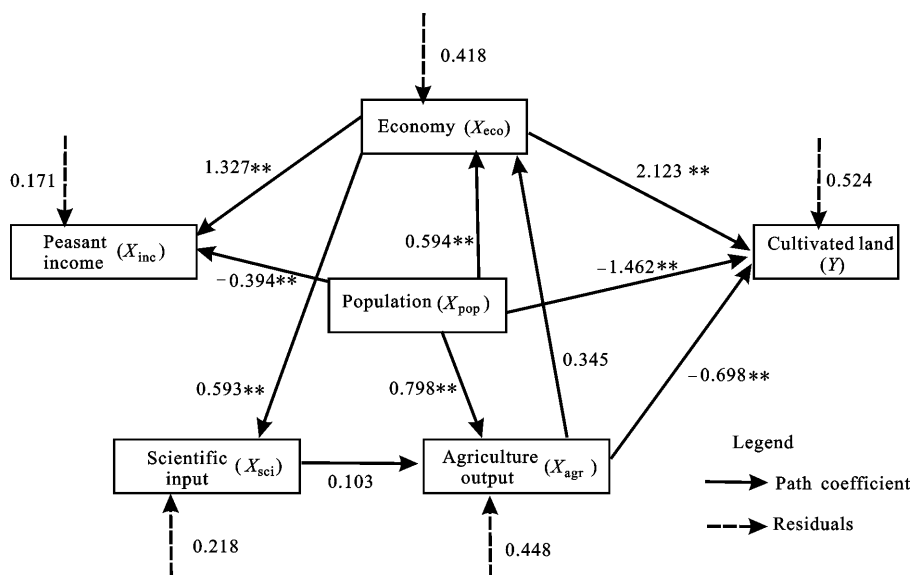 0.418
Economy (Xeco)
1.327**
2.123 **
0.171
0.524
Peasant
income (Xinc)
0.594**
Cultivated land
(Y)
-0.394**
-1.462**
Population (Xpop)
0.345
0.593**
0.798**
-0.698**
Scientific
input (Xsci)
Agriculture
output (Xagr)
0.103
Legend
Path coefficient
Residuals
0.218
0.448